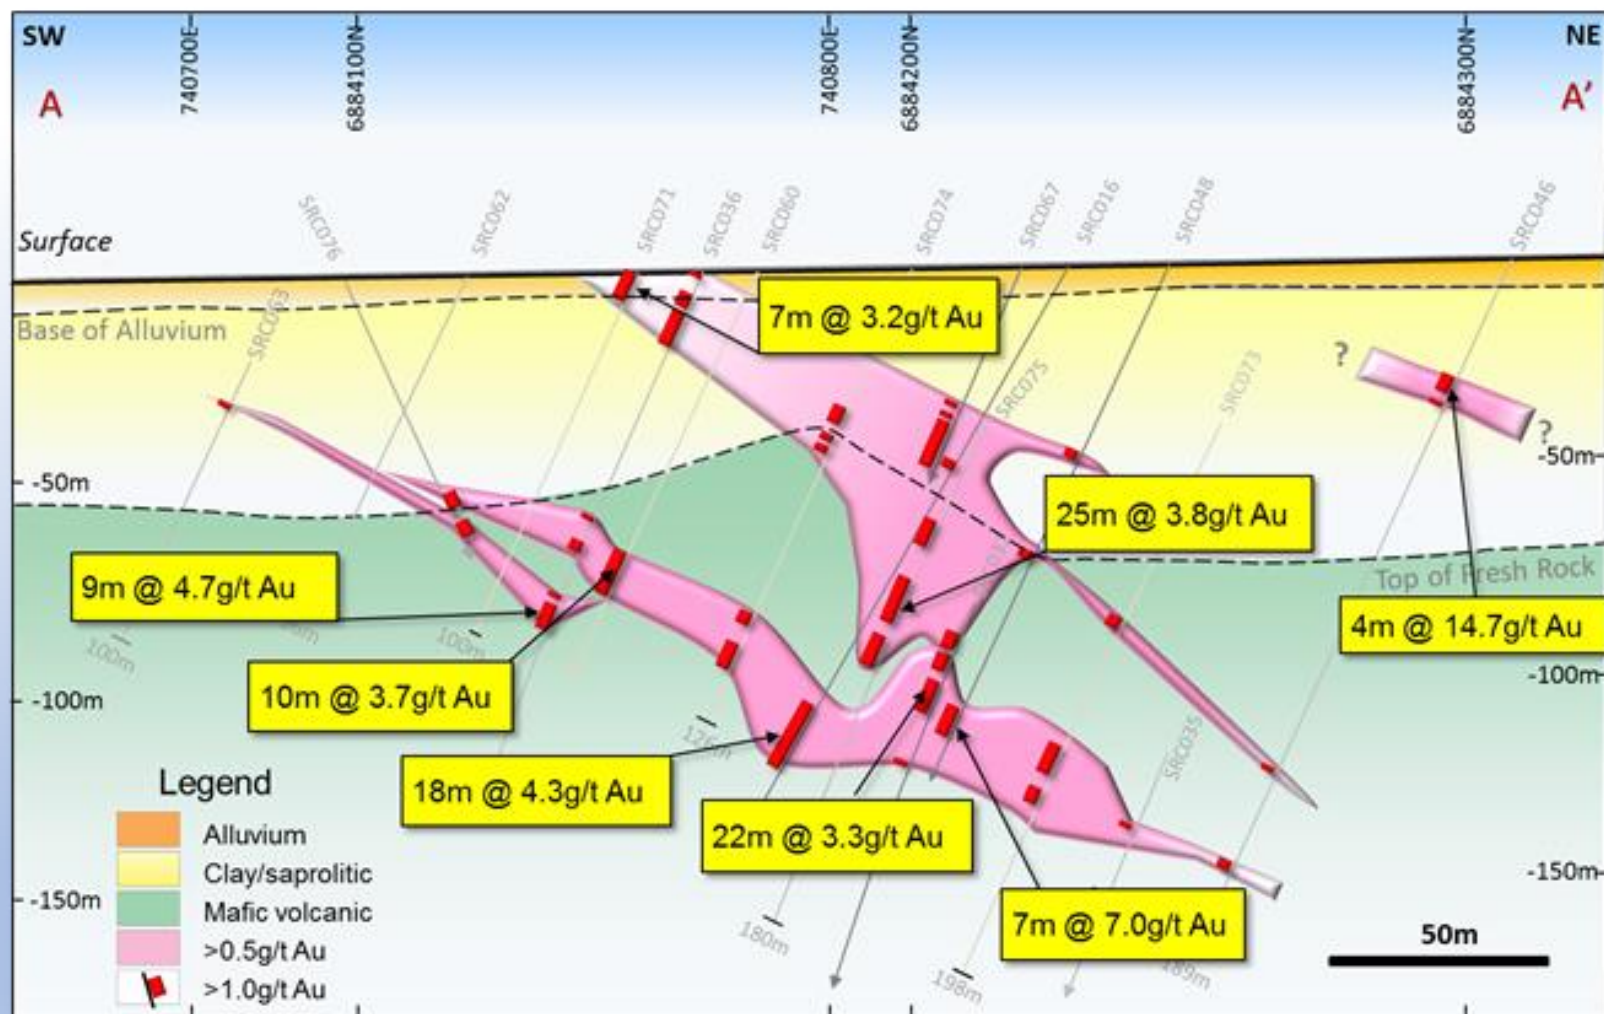 SW
NE
A
A'
740700E
6884100N
740800E
6884200N
6884300N
Surface
SRC076
SRC062
SRC071
SRC036
SRC060
SRC074
SRC067
SRC016
SRC048
SRC046
SRC063
SRC075
SRC073
SRC035
Base of Alluvium
Top of Fresh Rock
7m @ 3.2g/t Au
25m @ 3.8g/t Au
9m @ 4.7g/t Au
4m @ 14.7g/t Au
10m @ 3.7g/t Au
18m @ 4.3g/t Au
22m @ 3.3g/t Au
7m @ 7.0g/t Au
?
?
-50m
-100m
-150m
-50m
-100m
-150m
100m
100m
126m
180m
198m
189m
Legend
Alluvium
Clay/saprolitic
Mafic volcanic
>0.5g/t Au
>1.0g/t Au
50m